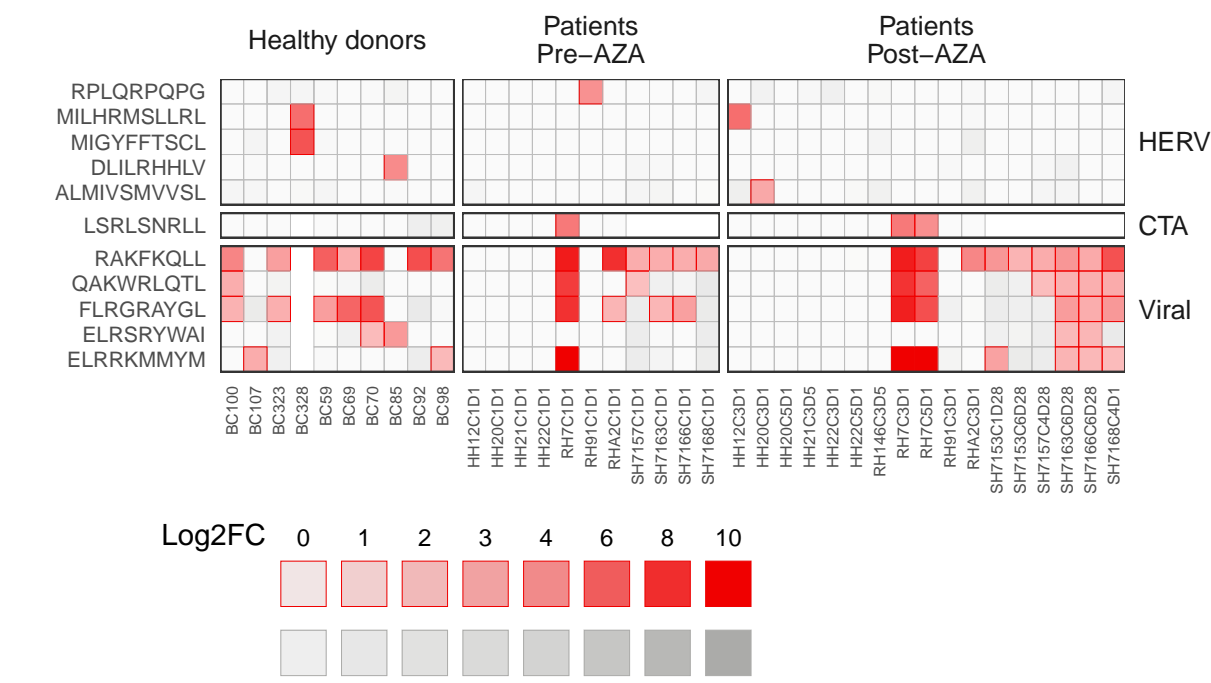 Healthy donors
Patients
Pre−AZA
Patients
Post−AZA
RPLQRPQPG
MILHRMSLLRL
MIGYFFTSCL
DLILRHHLV
ALMIVSMVVSL
HERV
LSRLSNRLL
CTA
RAKFKQLL
QAKWRLQTL
FLRGRAYGL
ELRSRYWAI
ELRRKMMYM
Viral
BC100
BC107
BC323
BC328
BC59
BC69
BC70
BC85
BC92
BC98
HH12C1D1
HH20C1D1
HH21C1D1
HH22C1D1
RH7C1D1
RH91C1D1
RHA2C1D1
SH7157C1D1
SH7163C1D1
SH7166C1D1
SH7168C1D1
HH12C3D1
HH20C3D1
HH20C5D1
HH21C3D5
HH22C3D1
HH22C5D1
RH146C3D5
RH7C3D1
RH7C5D1
RH91C3D1
RHA2C3D1
SH7153C1D28
SH7153C6D28
SH7157C4D28
SH7163C6D28
SH7166C6D28
SH7168C4D1
Log2FC 0 1 2 3 4 6 8 10